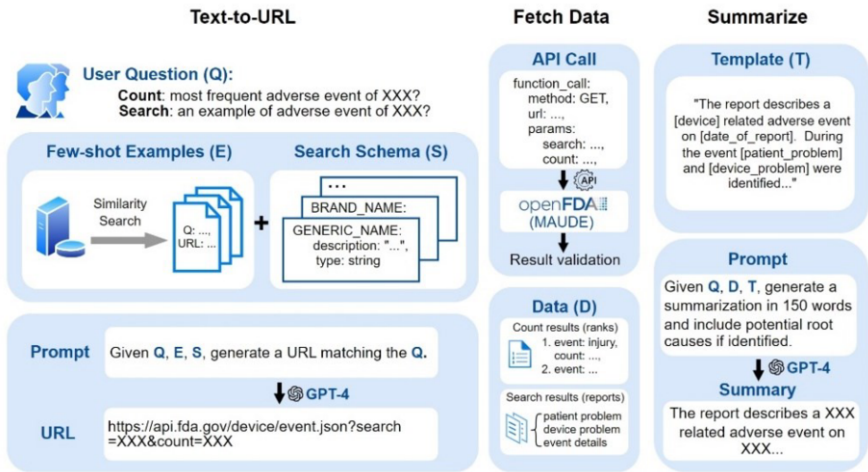 Text-to-URL
User Question (Q):
Count: most frequent adverse event of XXX?
Search: an example of adverse event of XXX?
Few-shot Examples (E)
Similarity
Search
Q: ...,
URL: ...
+
Search Schema (S)
...
BRAND_NAME:
GENERIC_NAME:
description: "...",
type: string
Prompt
Given Q, E, S, generate a URL matching the Q.
GPT-4
URL
https://api.fda.gov/device/event.json?search
=XXX&count=XXX
Fetch Data
API Call
function_call:
method: GET,
url: ...,
params:
search: ...,
count: ...,
API
openFDA
(MAUDE)
Result validation
Data (D)
Count results (ranks)
1. event: injury,
count: ...,
2. event: ...
Search results (reports)
patient problem
device problem
event details
Summarize
Template (T)
"The report describes a
[device] related adverse event
on [date_of_report]. During
the event [patient_problem]
and [device_problem] were
identified..."
Prompt
Given Q, D, T, generate a
summarization in 150 words
and include potential root
causes if identified.
GPT-4
Summary
The report describes a XXX
related adverse event on
XXX...